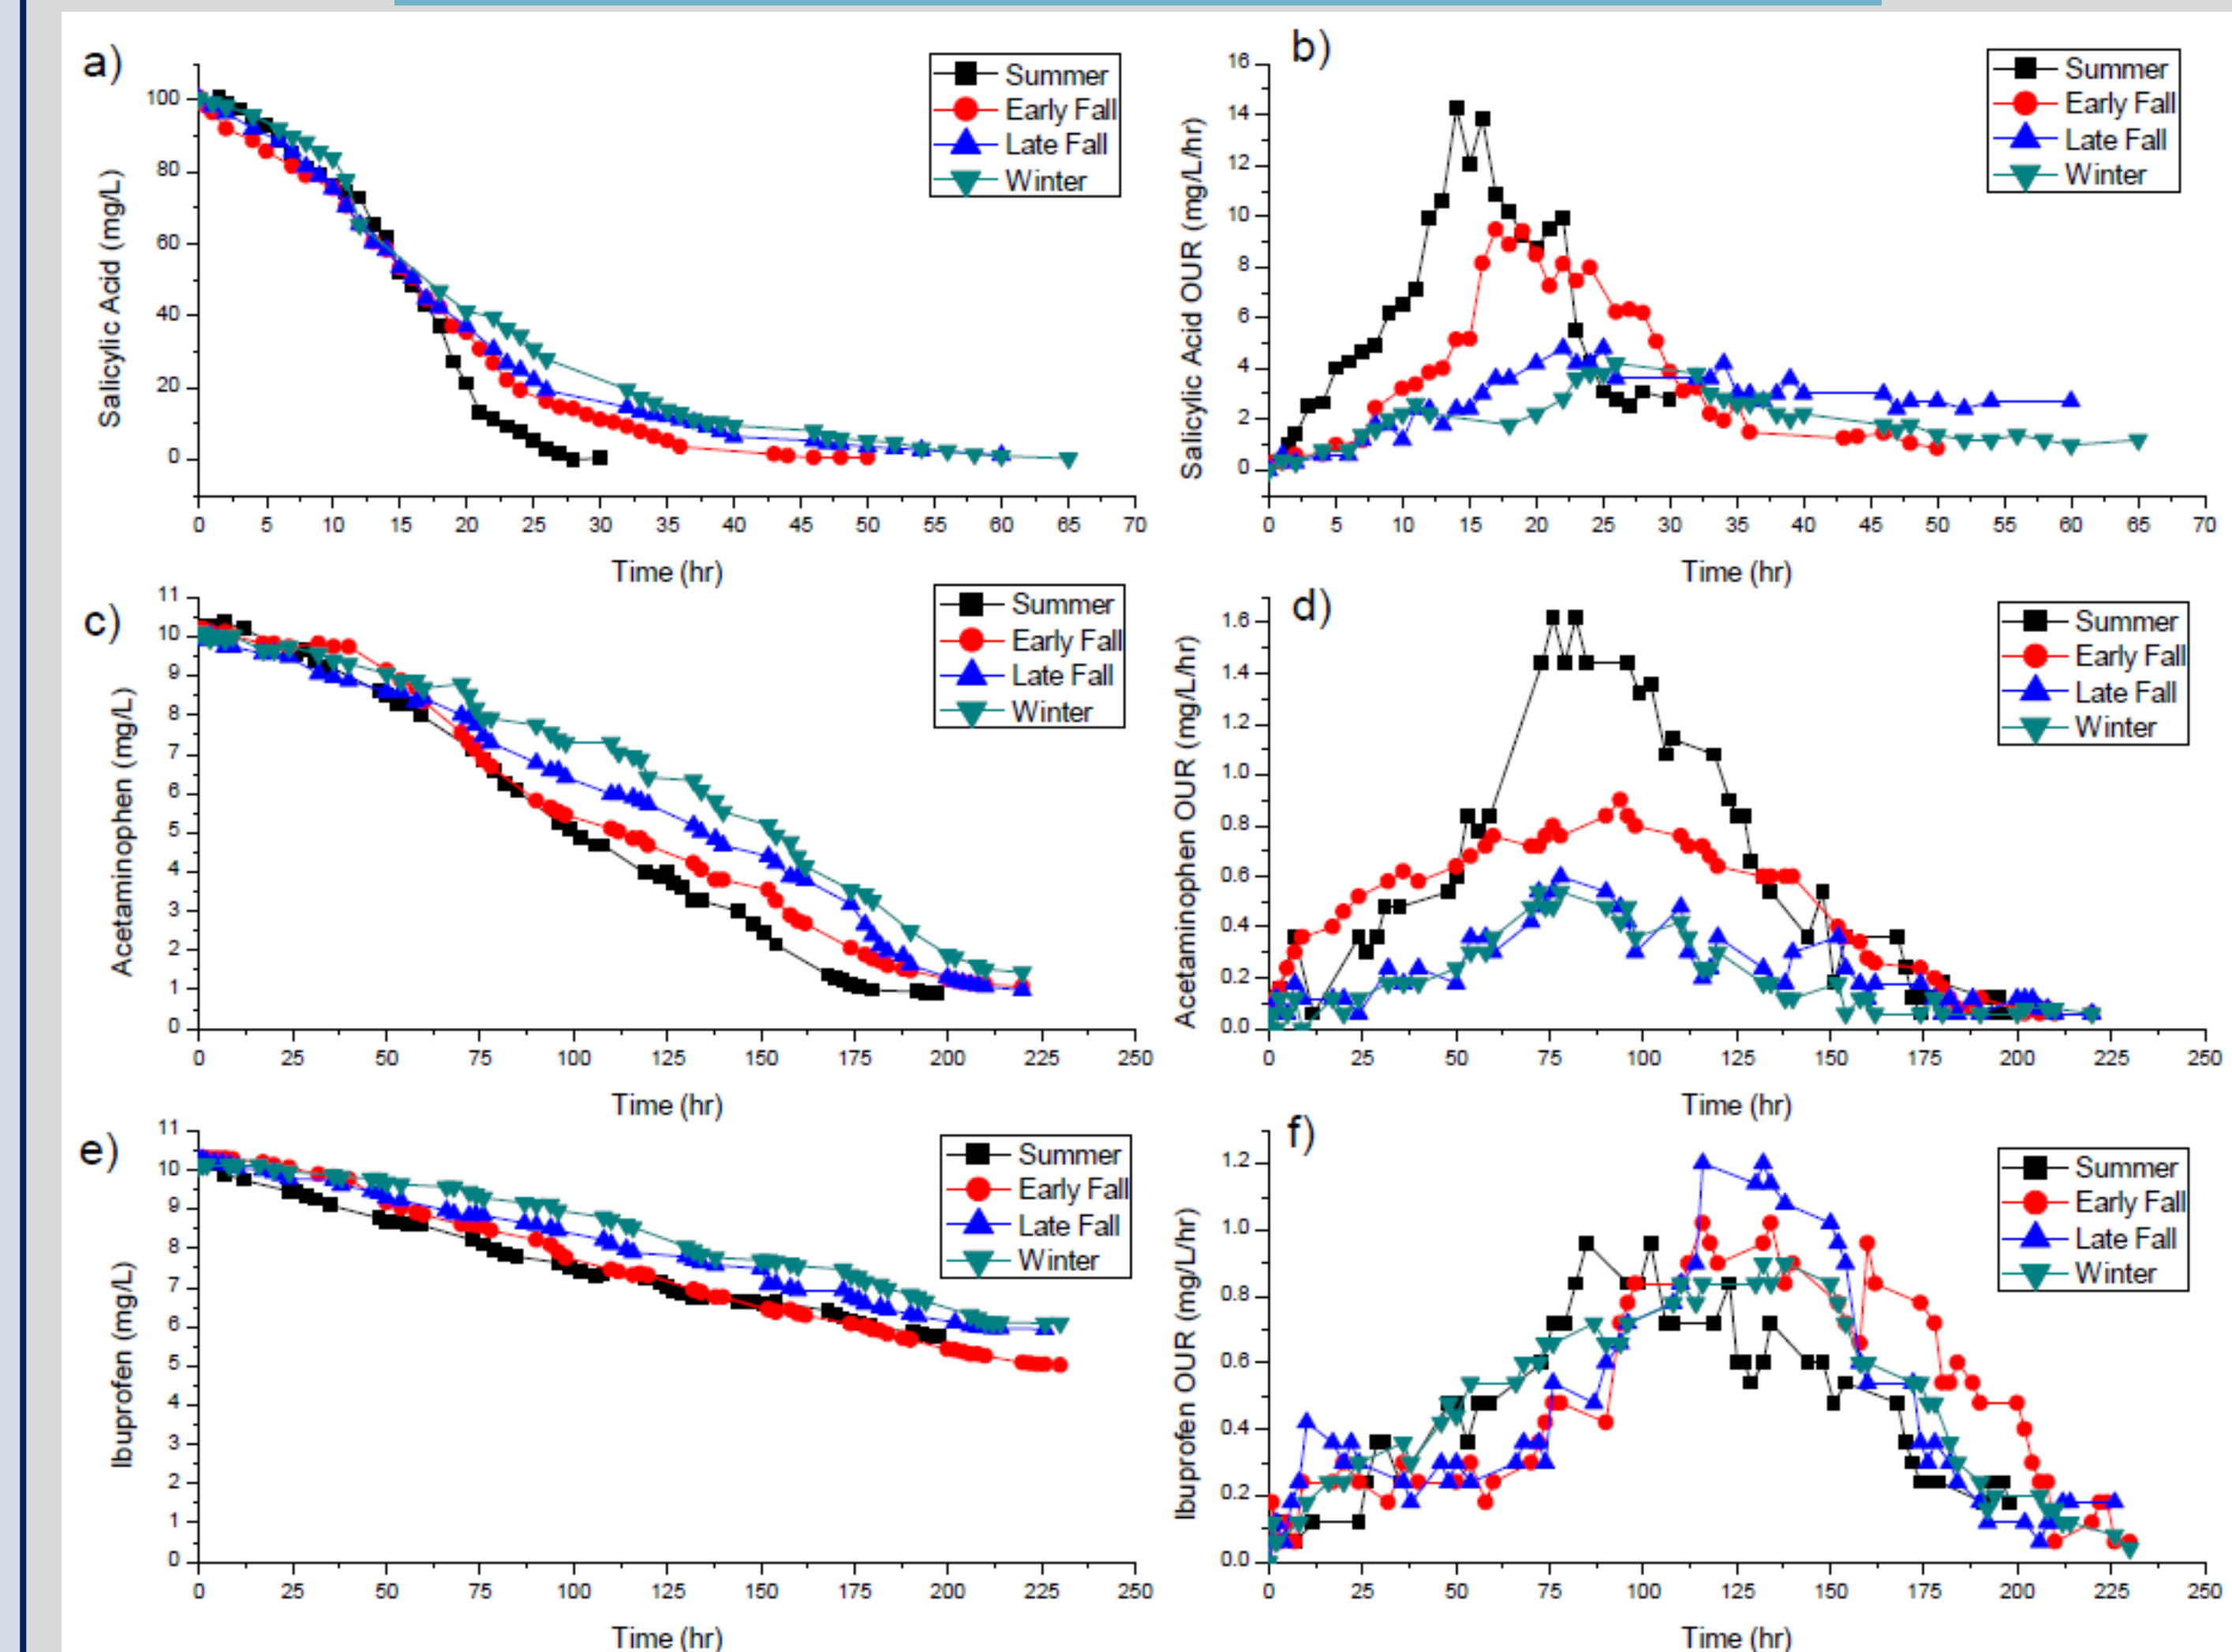 a)
Summer
Early Fall
Late Fall
Winter
Salicylic Acid (mg/L)
100
80
60
40
20
0
0 5 10 15 20 25 30 35 40 45 50 55 60 65 70
Time (hr)
b)
Summer
Early Fall
Late Fall
Winter
Salicylic Acid OUR (mg/L/hr)
16
14
12
10
8
6
4
2
0
0 5 10 15 20 25 30 35 40 45 50 55 60 65 70
Time (hr)
c)
Summer
Early Fall
Late Fall
Winter
Acetaminophen (mg/L)
11
10
9
8
7
6
5
4
3
2
1
0
0 25 50 75 100 125 150 175 200 225 250
Time (hr)
d)
Summer
Early Fall
Late Fall
Winter
Acetaminophen OUR (mg/L/hr)
1.6
1.4
1.2
1.0
0.8
0.6
0.4
0.2
0.0
0 25 50 75 100 125 150 175 200 225 250
Time (hr)
e)
Summer
Early Fall
Late Fall
Winter
Ibuprofen (mg/L)
11
10
9
8
7
6
5
4
3
2
1
0
0 25 50 75 100 125 150 175 200 225 250
Time (hr)
f)
Summer
Early Fall
Late Fall
Winter
Ibuprofen OUR (mg/L/hr)
1.2
1.0
0.8
0.6
0.4
0.2
0.0
0 25 50 75 100 125 150 175 200 225 250
Time (hr)